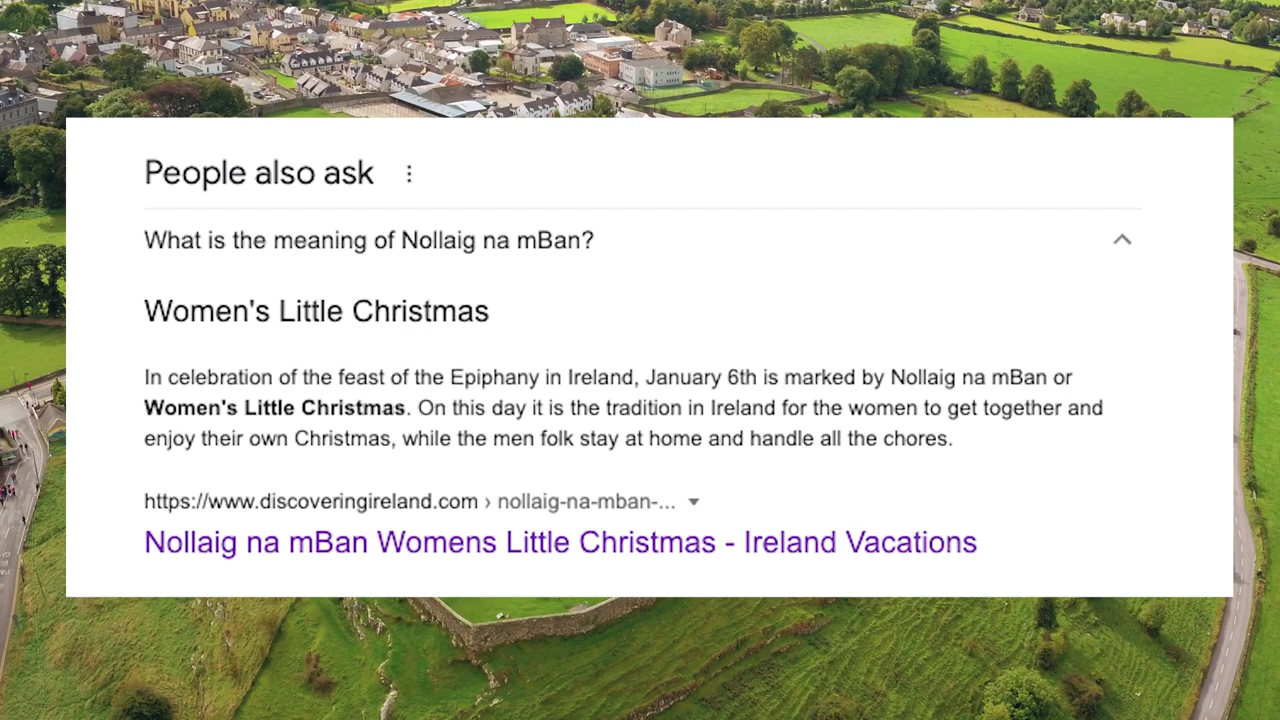 People also ask
What is the meaning of Nollaig na mBan?
Women's Little Christmas
In celebration of the feast of the Epiphany in Ireland, January 6th is marked by Nollaig na mBan or
Women's Little Christmas. On this day it is the tradition in Ireland for the women to get together and
enjoy their own Christmas, while the men folk stay at home and handle all the chores.
https://www.discoveringireland.com › nollaig-na-mban-...
Nollaig na mBan Womens Little Christmas - Ireland Vacations